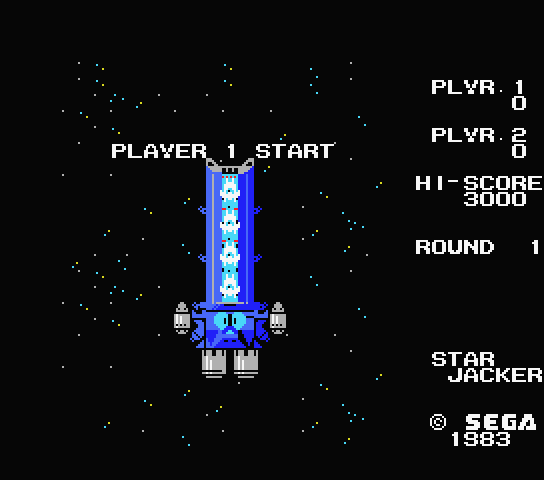 PLAYER 1 START
PLYR. 1
0
PLYR. 2
0
HI-SCORE
3000
ROUND 1
STAR
JACKER
© SEGA
1983